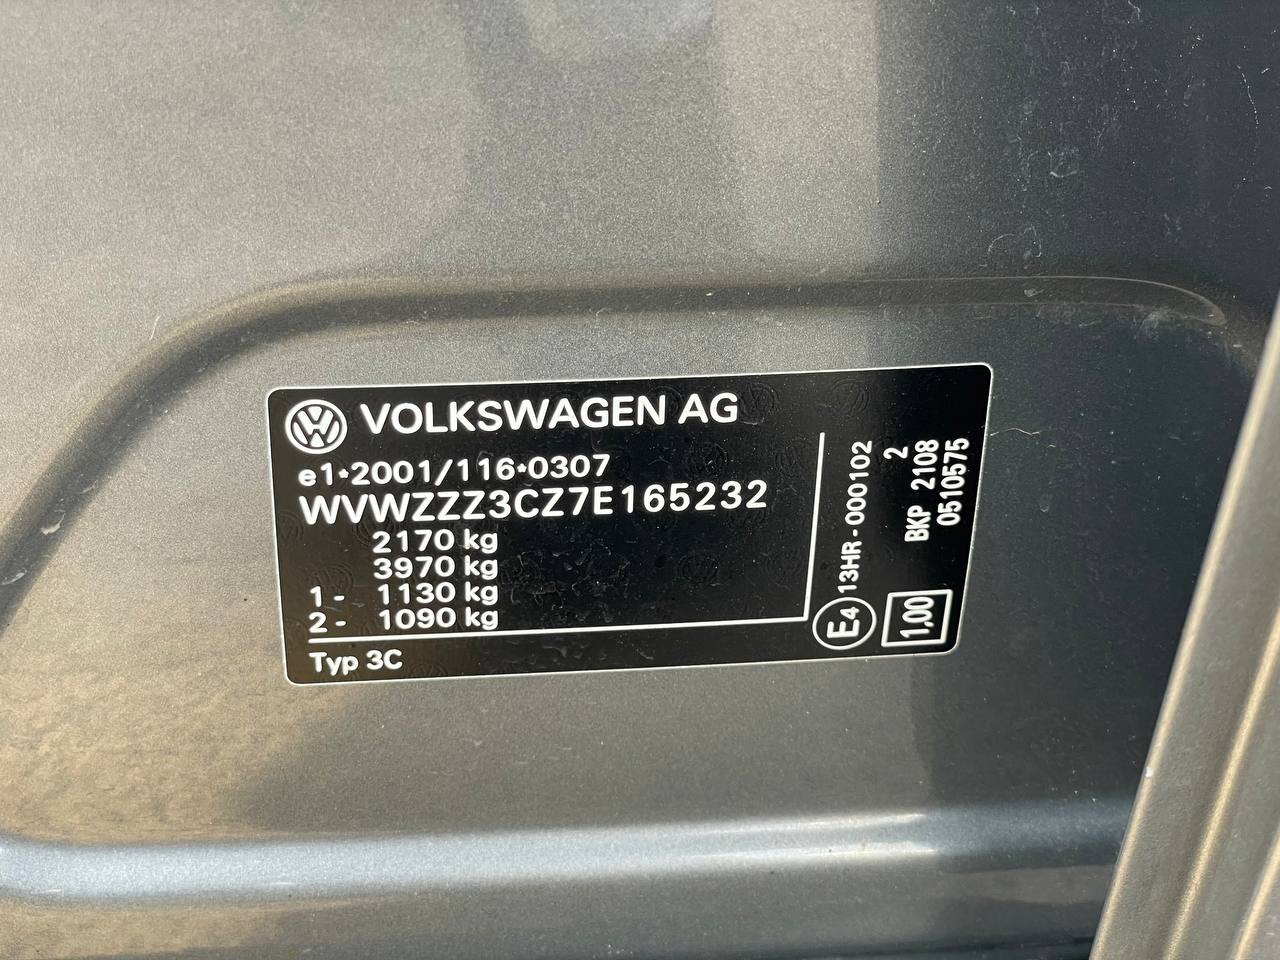 VOLKSWAGEN AG
e1*2001/116*0307
WVWZZZ3CZ7E165232
2170 kg
3970 kg
1 - 1130 kg
2 - 1090 kg
Typ 3C
E4 13HR-000102
1,00
2
BKP 2108
0510575